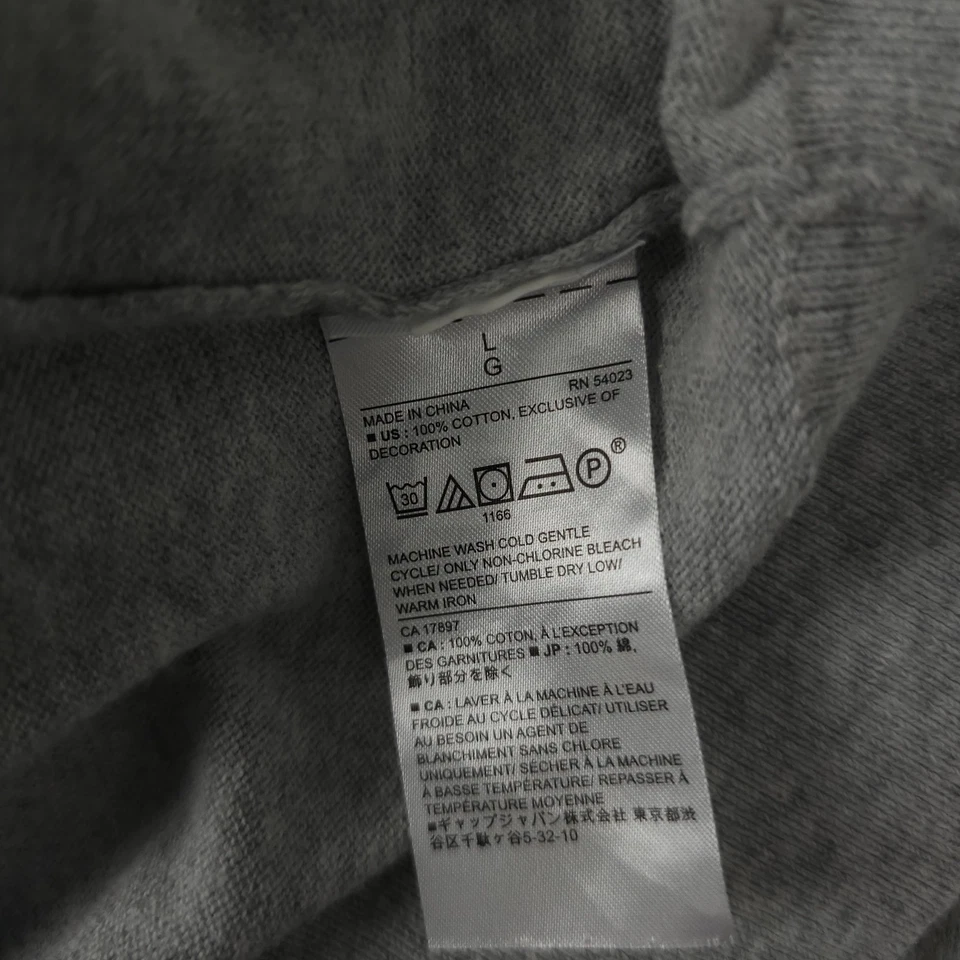 L
G
RN 54023
MADE IN CHINA
■ US : 100% COTTON, EXCLUSIVE OF
DECORATION
30 P ®
1166
MACHINE WASH COLD GENTLE
CYCLE/ ONLY NON-CHLORINE BLEACH
WHEN NEEDED/ TUMBLE DRY LOW/
WARM IRON
CA 17897
■ CA : 100% COTON, À L'EXCEPTION
DES GARNITURES ■ JP : 100% 綿,
飾り部分を除く
■ CA : LAVER À LA MACHINE À L'EAU
FROIDE AU CYCLE DÉLICAT/ UTILISER
AU BESOIN UN AGENT DE
BLANCHIMENT SANS CHLORE
UNIQUEMENT/ SÉCHER À LA MACHINE
À BASSE TEMPÉRATURE/ REPASSER À
TEMPÉRATURE MOYENNE
■ギャップジャパン株式会社 東京都渋
谷区千駄ヶ谷5-32-10